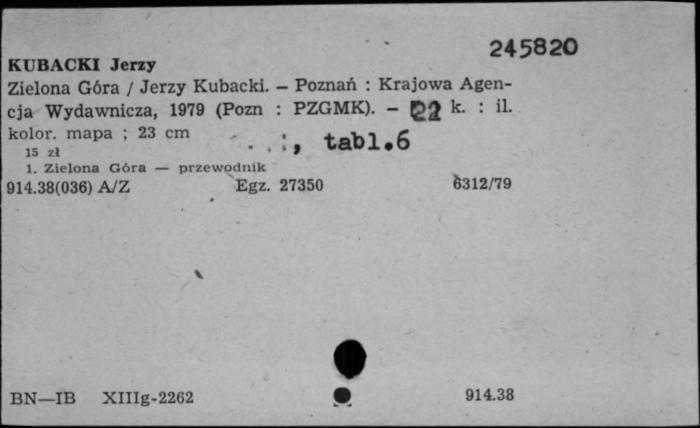 245820
KUBACKI Jerzy
Zielona Góra / Jerzy Kubacki. — Poznań : Krajowa Agen-
cja Wydawnicza, 1979 (Pozn : PZGMK). — 22 k. : il.
kolor. mapa ; 23 cm , tabl.6
15 zł
1. Zielona Góra — przewodnik
914.38(036) A/Z Egz. 27350 6312/79
BN—IB XIIIg-2262 914.38